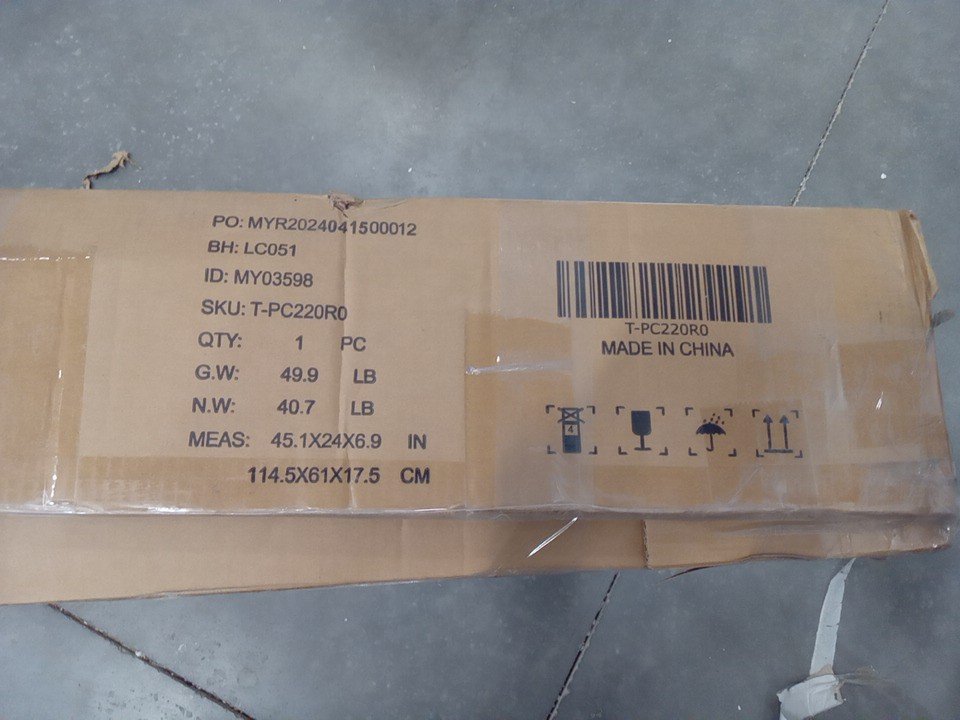 PO: MYR2024041500012
BH: LC051
ID: MY03598
SKU: T-PC220R0
QTY: 1 PC
G.W: 49.9 LB
N.W: 40.7 LB
MEAS: 45.1X24X6.9 IN
114.5X61X17.5 CM
T-PC220R0
MADE IN CHINA
4